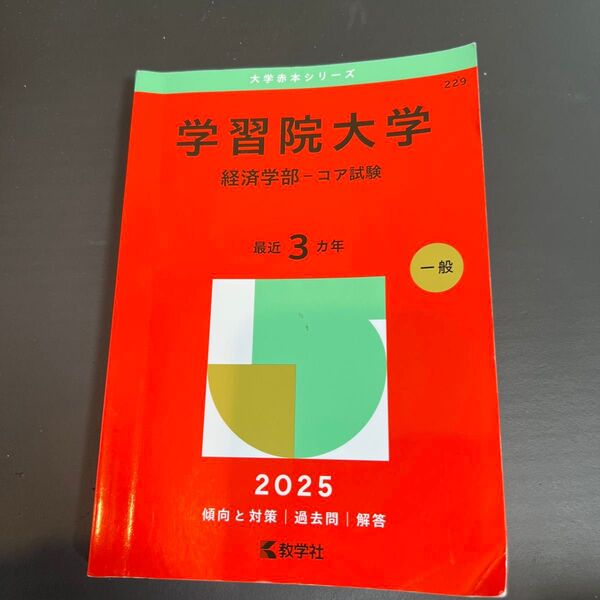 大学赤本シリーズ
229
学習院大学
経済学部－コア試験
最近3カ年
一般
2025
傾向と対策｜過去問｜解答
教学社